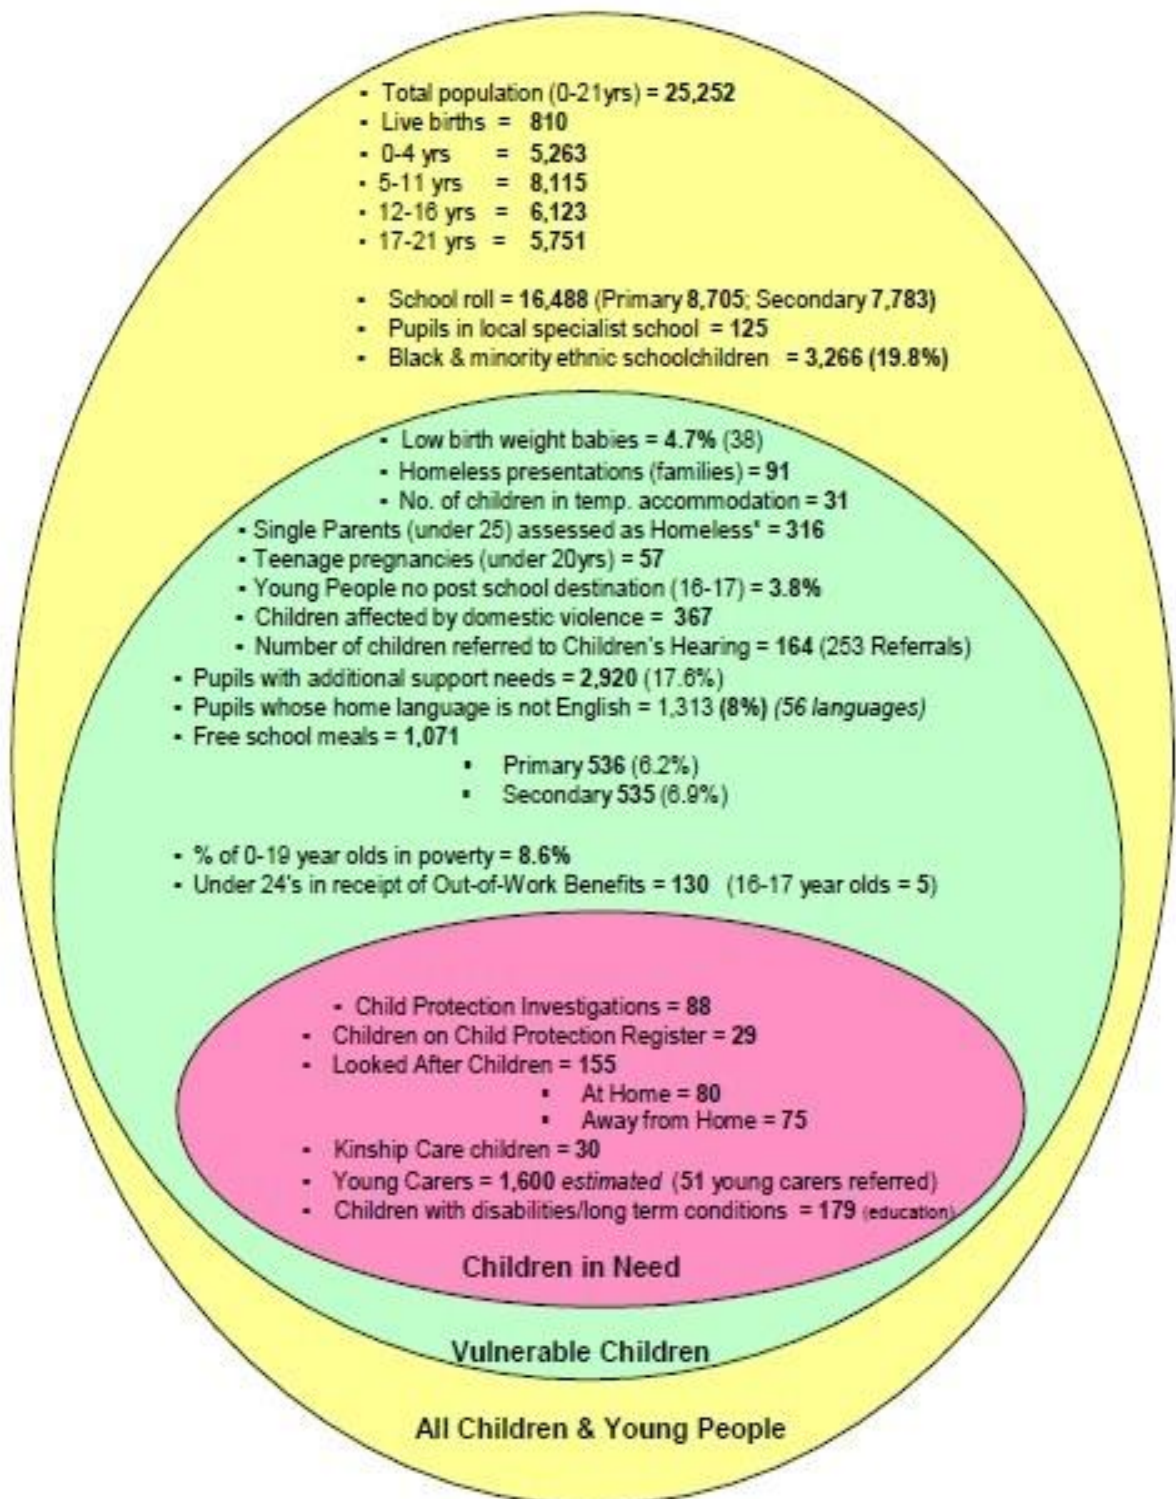 ▪ Total population (0-21yrs) = 25,252
▪ Live births = 810
▪ 0-4 yrs = 5,263
▪ 5-11 yrs = 8,115
▪ 12-16 yrs = 6,123
▪ 17-21 yrs = 5,751
▪ School roll = 16,488 (Primary 8,705; Secondary 7,783)
▪ Pupils in local specialist school = 125
▪ Black & minority ethnic schoolchildren = 3,266 (19.8%)
▪ Low birth weight babies = 4.7% (38)
▪ Homeless presentations (families) = 91
▪ No. of children in temp. accommodation = 31
▪ Single Parents (under 25) assessed as Homeless* = 316
▪ Teenage pregnancies (under 20yrs) = 57
▪ Young People no post school destination (16-17) = 3.8%
▪ Children affected by domestic violence = 367
▪ Number of children referred to Children's Hearing = 164 (253 Referrals)
▪ Pupils with additional support needs = 2,920 (17.6%)
▪ Pupils whose home language is not English = 1,313 (8%) (56 languages)
▪ Free school meals = 1,071
▪ Primary 536 (6.2%)
▪ Secondary 535 (6.9%)
▪ % of 0-19 year olds in poverty = 8.6%
▪ Under 24's in receipt of Out-of-Work Benefits = 130 (16-17 year olds = 5)
▪ Child Protection Investigations = 88
▪ Children on Child Protection Register = 29
▪ Looked After Children = 155
▪ At Home = 80
▪ Away from Home = 75
▪ Kinship Care children = 30
▪ Young Carers = 1,600 estimated (51 young carers referred)
▪ Children with disabilities/long term conditions = 179 (education)
Children in Need
Vulnerable Children
All Children & Young People